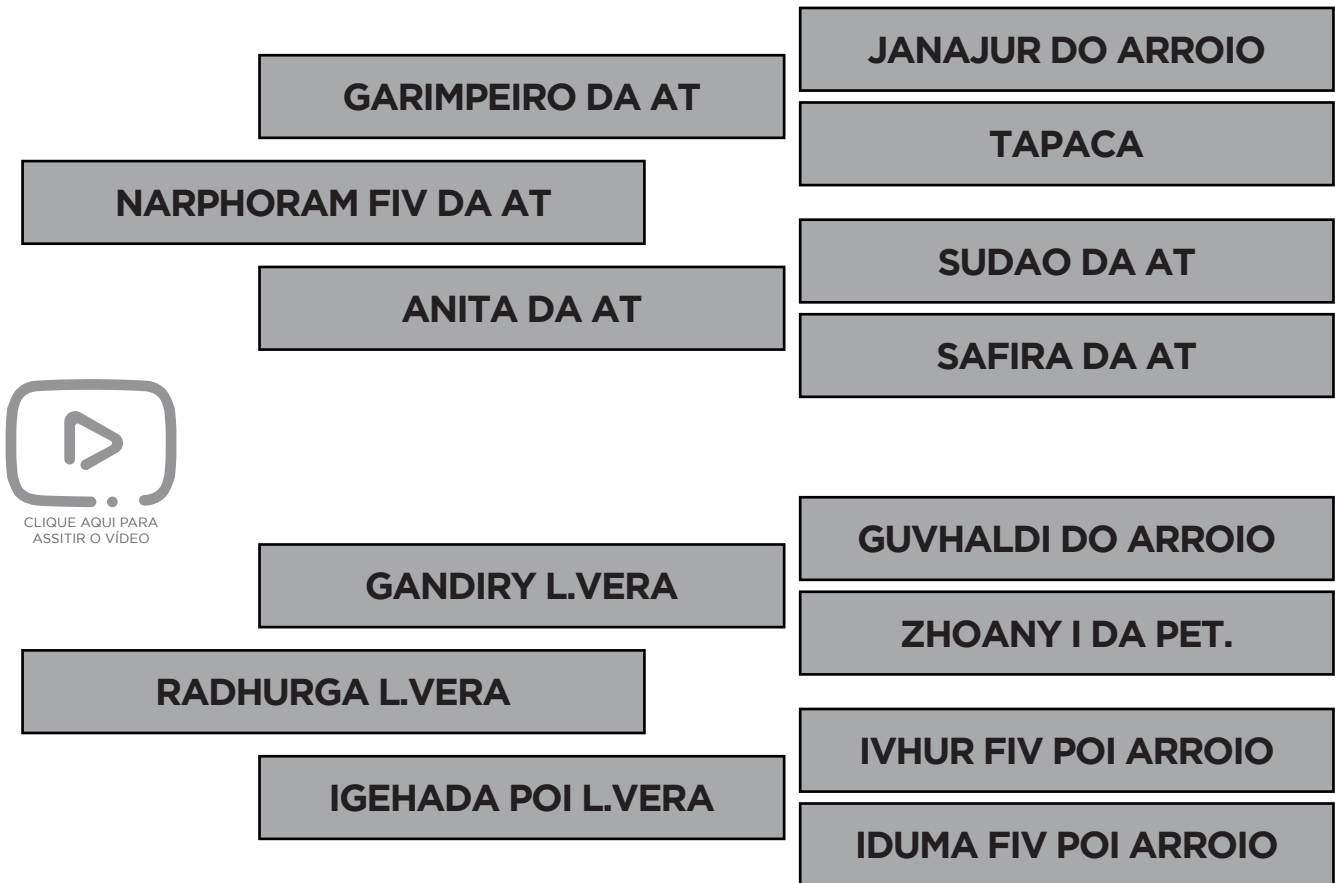 JANAJUR DO ARROIO
GARIMPEIRO DA AT
TAPACA
NARPHORAM FIV DA AT
SUDAO DA AT
ANITA DA AT
SAFIRA DA AT
CLIQUE AQUI PARA
ASSITIR O VÍDEO
GUVHALDI DO ARROIO
GANDIRY L.VERA
ZHOANY I DA PET.
RADHURGA L.VERA
IVHUR FIV POI ARROIO
IGEHADA POI L.VERA
IDUMA FIV POI ARROIO